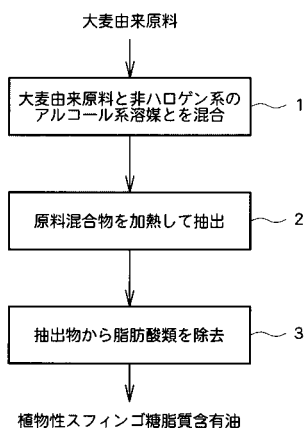 大麦由来原料
大麦由来原料と非ハロゲン系の
アルコール系溶媒とを混合
1
原料混合物を加熱して抽出
2
抽出物から脂肪酸類を除去
3
植物性スフィンゴ糖脂質含有油